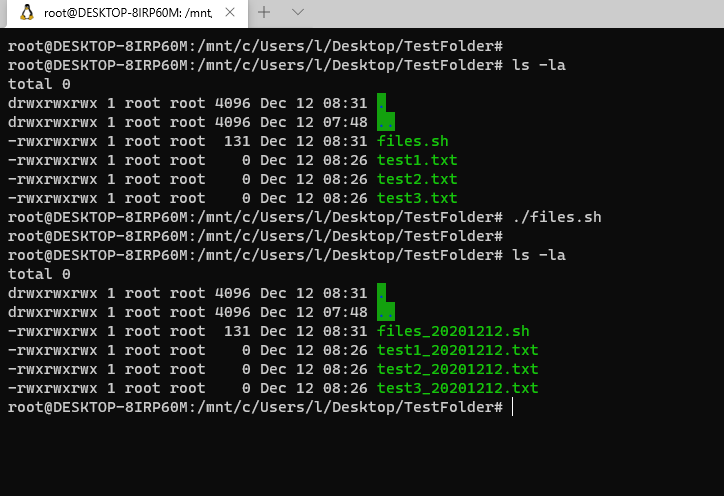 root@DESKTOP-8IRP60M: /mnt,
root@DESKTOP-8IRP60M:/mnt/c/Users/l/Desktop/TestFolder#
root@DESKTOP-8IRP60M:/mnt/c/Users/l/Desktop/TestFolder# ls -la
total 0
drwxrwxrwx 1 root root 4096 Dec 12 08:31 .
drwxrwxrwx 1 root root 4096 Dec 12 07:48 ..
-rwxrwxrwx 1 root root  131 Dec 12 08:31 files.sh
-rwxrwxrwx 1 root root    0 Dec 12 08:26 test1.txt
-rwxrwxrwx 1 root root    0 Dec 12 08:26 test2.txt
-rwxrwxrwx 1 root root    0 Dec 12 08:26 test3.txt
root@DESKTOP-8IRP60M:/mnt/c/Users/l/Desktop/TestFolder# ./files.sh
root@DESKTOP-8IRP60M:/mnt/c/Users/l/Desktop/TestFolder#
root@DESKTOP-8IRP60M:/mnt/c/Users/l/Desktop/TestFolder# ls -la
total 0
drwxrwxrwx 1 root root 4096 Dec 12 08:31 .
drwxrwxrwx 1 root root 4096 Dec 12 07:48 ..
-rwxrwxrwx 1 root root  131 Dec 12 08:31 files_20201212.sh
-rwxrwxrwx 1 root root    0 Dec 12 08:26 test1_20201212.txt
-rwxrwxrwx 1 root root    0 Dec 12 08:26 test2_20201212.txt
-rwxrwxrwx 1 root root    0 Dec 12 08:26 test3_20201212.txt
root@DESKTOP-8IRP60M:/mnt/c/Users/l/Desktop/TestFolder#